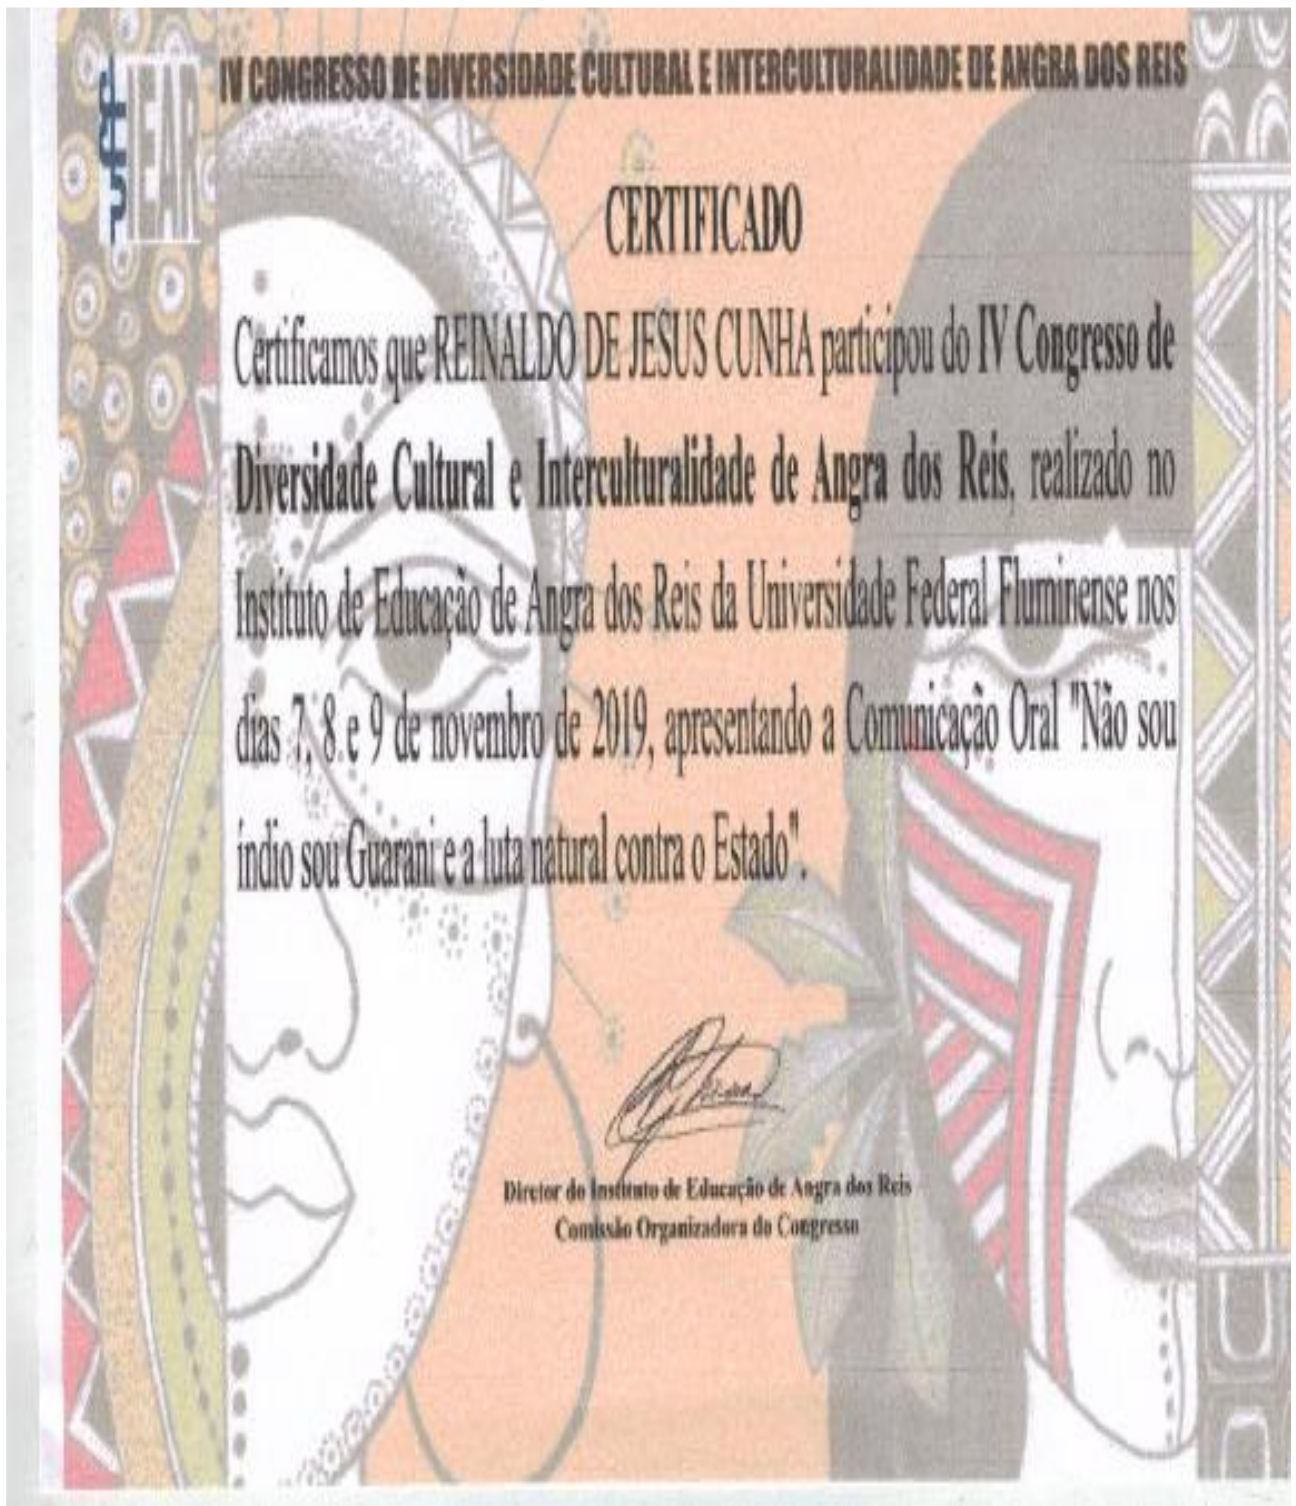 IV CONGRESSO DE DIVERSIDADE CULTURAL E INTERCULTURALIDADE DE ANGRA DOS REIS
uff
IEAR
CERTIFICADO
Certificamos que REINALDO DE JESUS CUNHA participou do IV Congresso de
Diversidade Cultural e Interculturalidade de Angra dos Reis, realizado no
Instituto de Educação de Angra dos Reis da Universidade Federal Fluminense nos
dias 7, 8 e 9 de novembro de 2019, apresentando a Comunicação Oral "Não sou
índio sou Guarani e a luta natural contra o Estado".
Diretor do Instituto de Educação de Angra dos Reis
Comissão Organizadora do Congresso